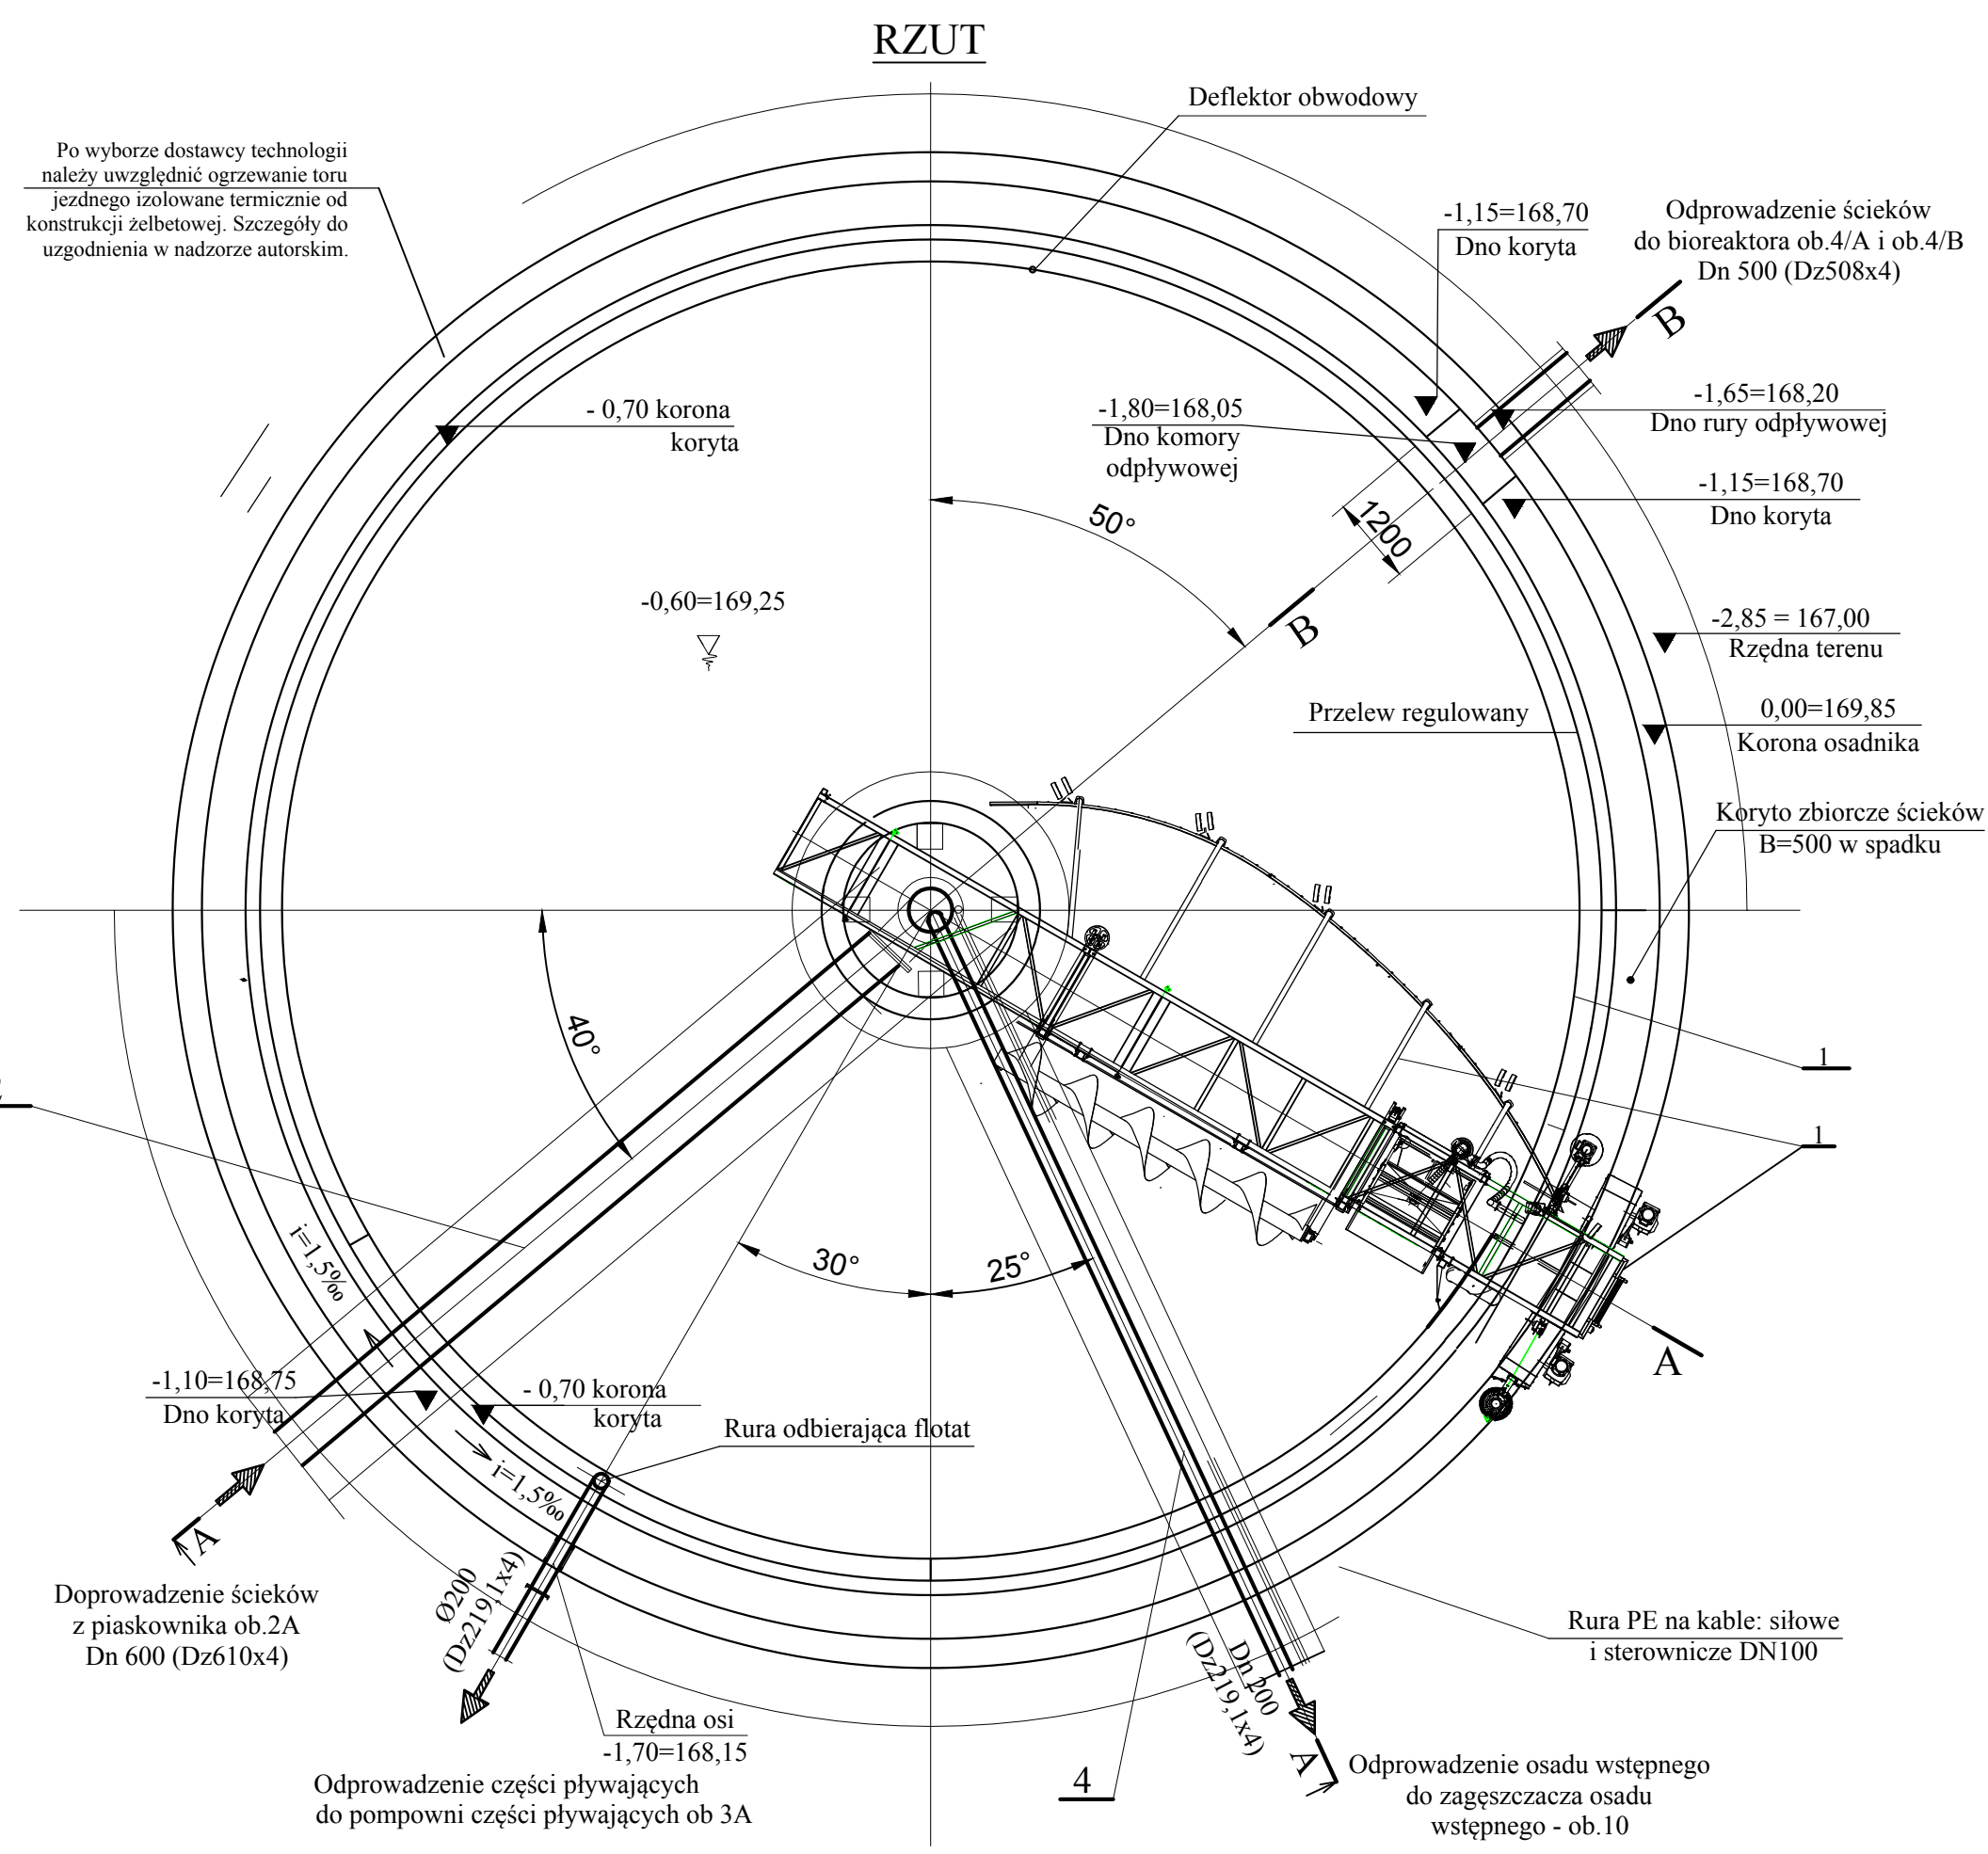 RZUT
Deflektor obwodowy
Po wyborze dostawcy technologii
należy uwzględnić ogrzewanie toru
jezdnego izolowane termicznie od
konstrukcji żelbetowej. Szczegóły do
uzgodnienia w nadzorze autorskim.
-1,15=168,70
Dno koryta
Odprowadzenie ścieków
do bioreaktora ob.4/A i ob.4/B
Dn 500 (Dz508x4)
B
- 0,70 korona
koryta
-1,80=168,05
Dno komory
odpływowej
-1,65=168,20
Dno rury odpływowej
-1,15=168,70
Dno koryta
50°
1200
-0,60=169,25
B
-2,85 = 167,00
Rzędna terenu
Przelew regulowany
0,00=169,85
Korona osadnika
Koryto zbiorcze ścieków
B=500 w spadku
40°
1
1
30°
25°
i=1,5‰
A
-1,10=168,75
Dno koryta
- 0,70 korona
koryta
Rura odbierająca flotat
i=1,5‰
A
Doprowadzenie ścieków
z piaskownika ob.2A
Dn 600 (Dz610x4)
Ø200
(Dz219,1x4)
Dn 200
(Dz219,1x4)
Rura PE na kable: siłowe
i sterownicze DN100
Rzędna osi
-1,70=168,15
Odprowadzenie części pływających
do pompowni części pływających ob 3A
4
A
Odprowadzenie osadu wstępnego
do zagęszczacza osadu
wstępnego - ob.10